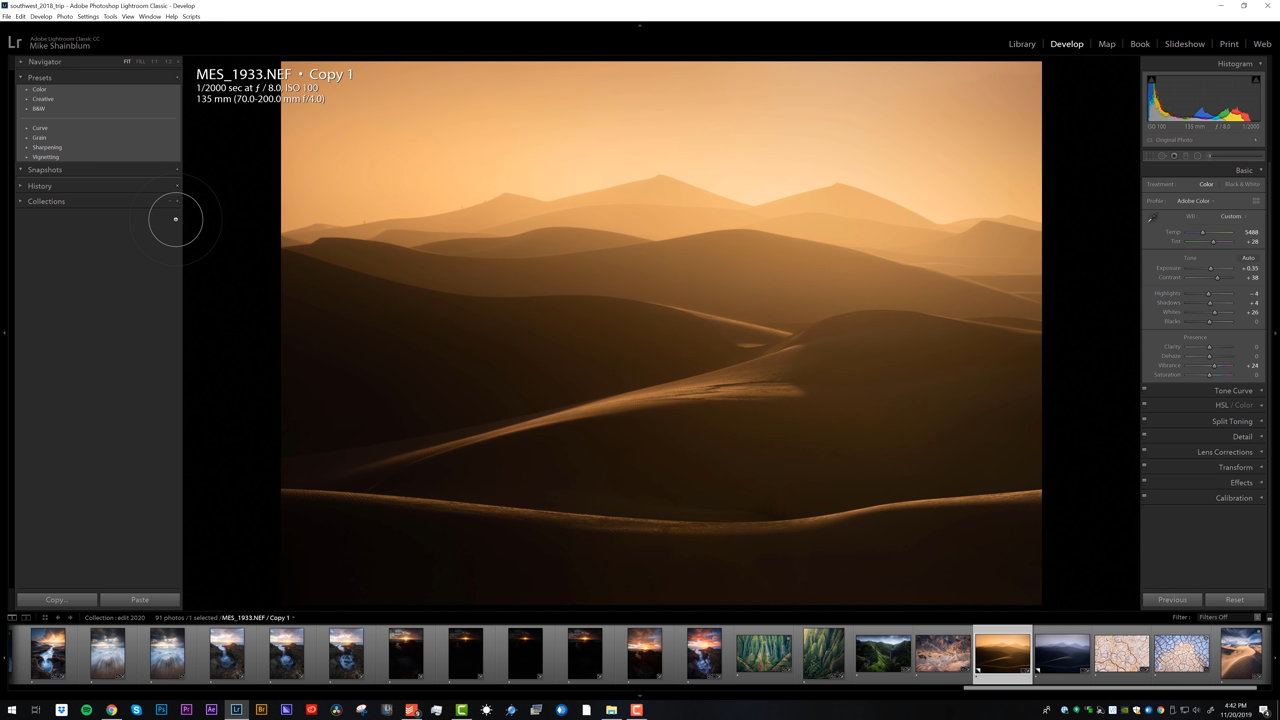 southwest_2018_trip - Adobe Photoshop Lightroom Classic - Develop
File Edit Develop Photo Settings Tools View Window Help Scripts
Lr
Adobe Lightroom Classic CC
Mike Shainblum
Library | Develop | Map | Book | Slideshow | Print | Web
Navigator FIT FILL 1:1
Presets
Color
Creative
B&W
Curve
Grain
Sharpening
Vignetting
Snapshots
History
Collections
Copy... Paste
MES_1933.NEF • Copy 1
1/2000 sec at ƒ / 8.0, ISO 100
135 mm (70.0-200.0 mm f/4.0)
Histogram
ISO 100 135 mm ƒ / 8.0 1/2000
Original Photo
Basic
Treatment : Color Black & White
Profile : Adobe Color
WB : Custom
Temp 5488
Tint + 28
Tone Auto
Exposure + 0.35
Contrast + 38
Highlights - 4
Shadows + 4
Whites + 26
Blacks 0
Presence
Clarity 0
Dehaze 0
Vibrance + 24
Saturation 0
Tone Curve
HSL / Color
Split Toning
Detail
Lens Corrections
Transform
Effects
Calibration
Previous Reset
Collection : edit 2020 91 photos /1 selected /MES_1933.NEF / Copy 1
Filter : Filters Off
Ps Pr Ae Lr Br
4:42 PM
11/20/2019